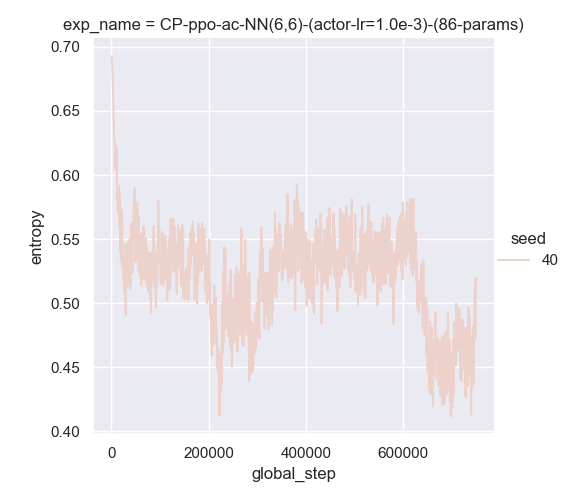 exp_name = CP-ppo-ac-NN(6,6)-(actor-lr=1.0e-3)-(86-params)
0.70
0.65
0.60
0.55
0.50
0.45
0.40
entropy
0 200000 400000 600000
global_step
seed
40